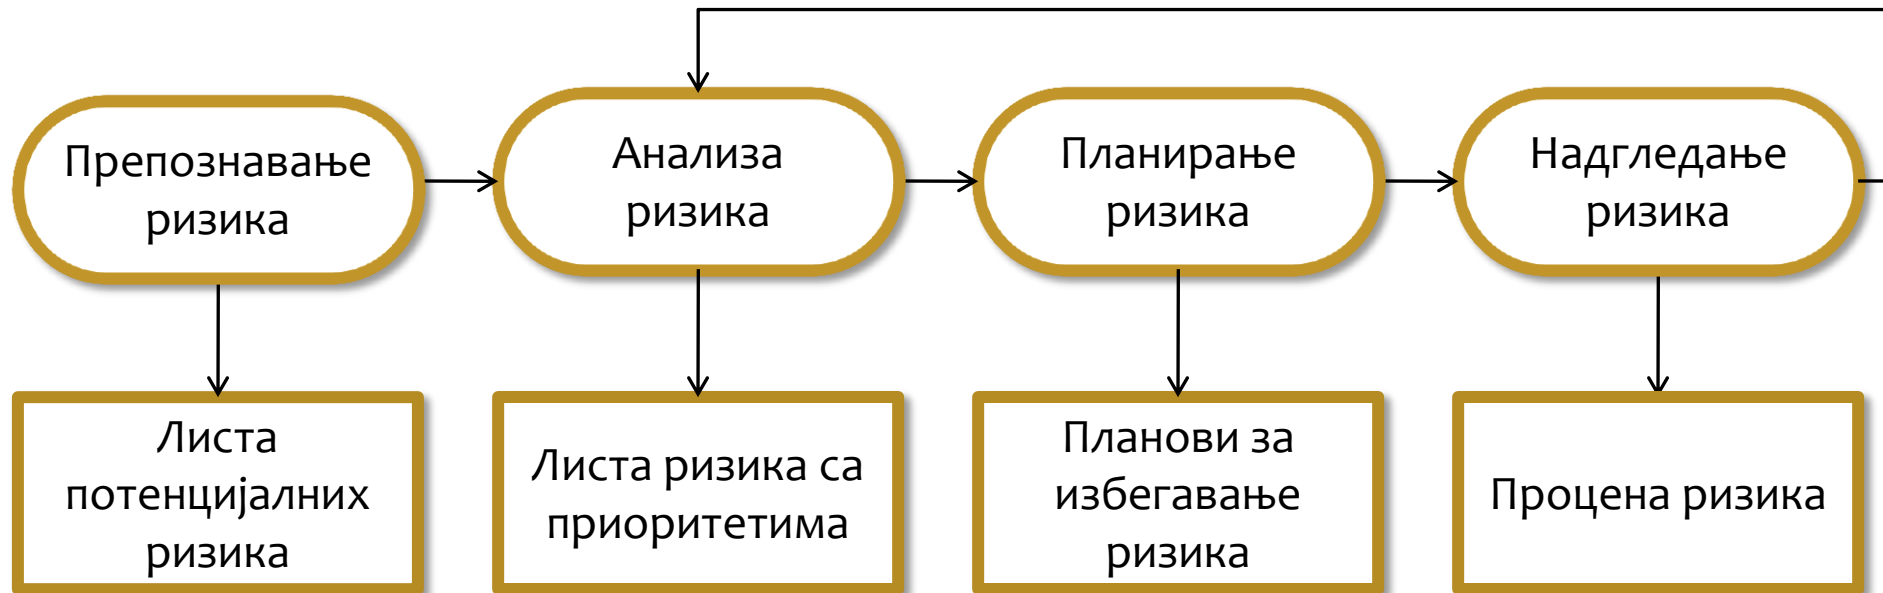 Препознавање
ризика
Анализа
ризика
Планирање
ризика
Надгледање
ризика
Листа
потенцијалних
ризика
Листа ризика са
приоритетима
Планови за
избегавање
ризика
Процена ризика